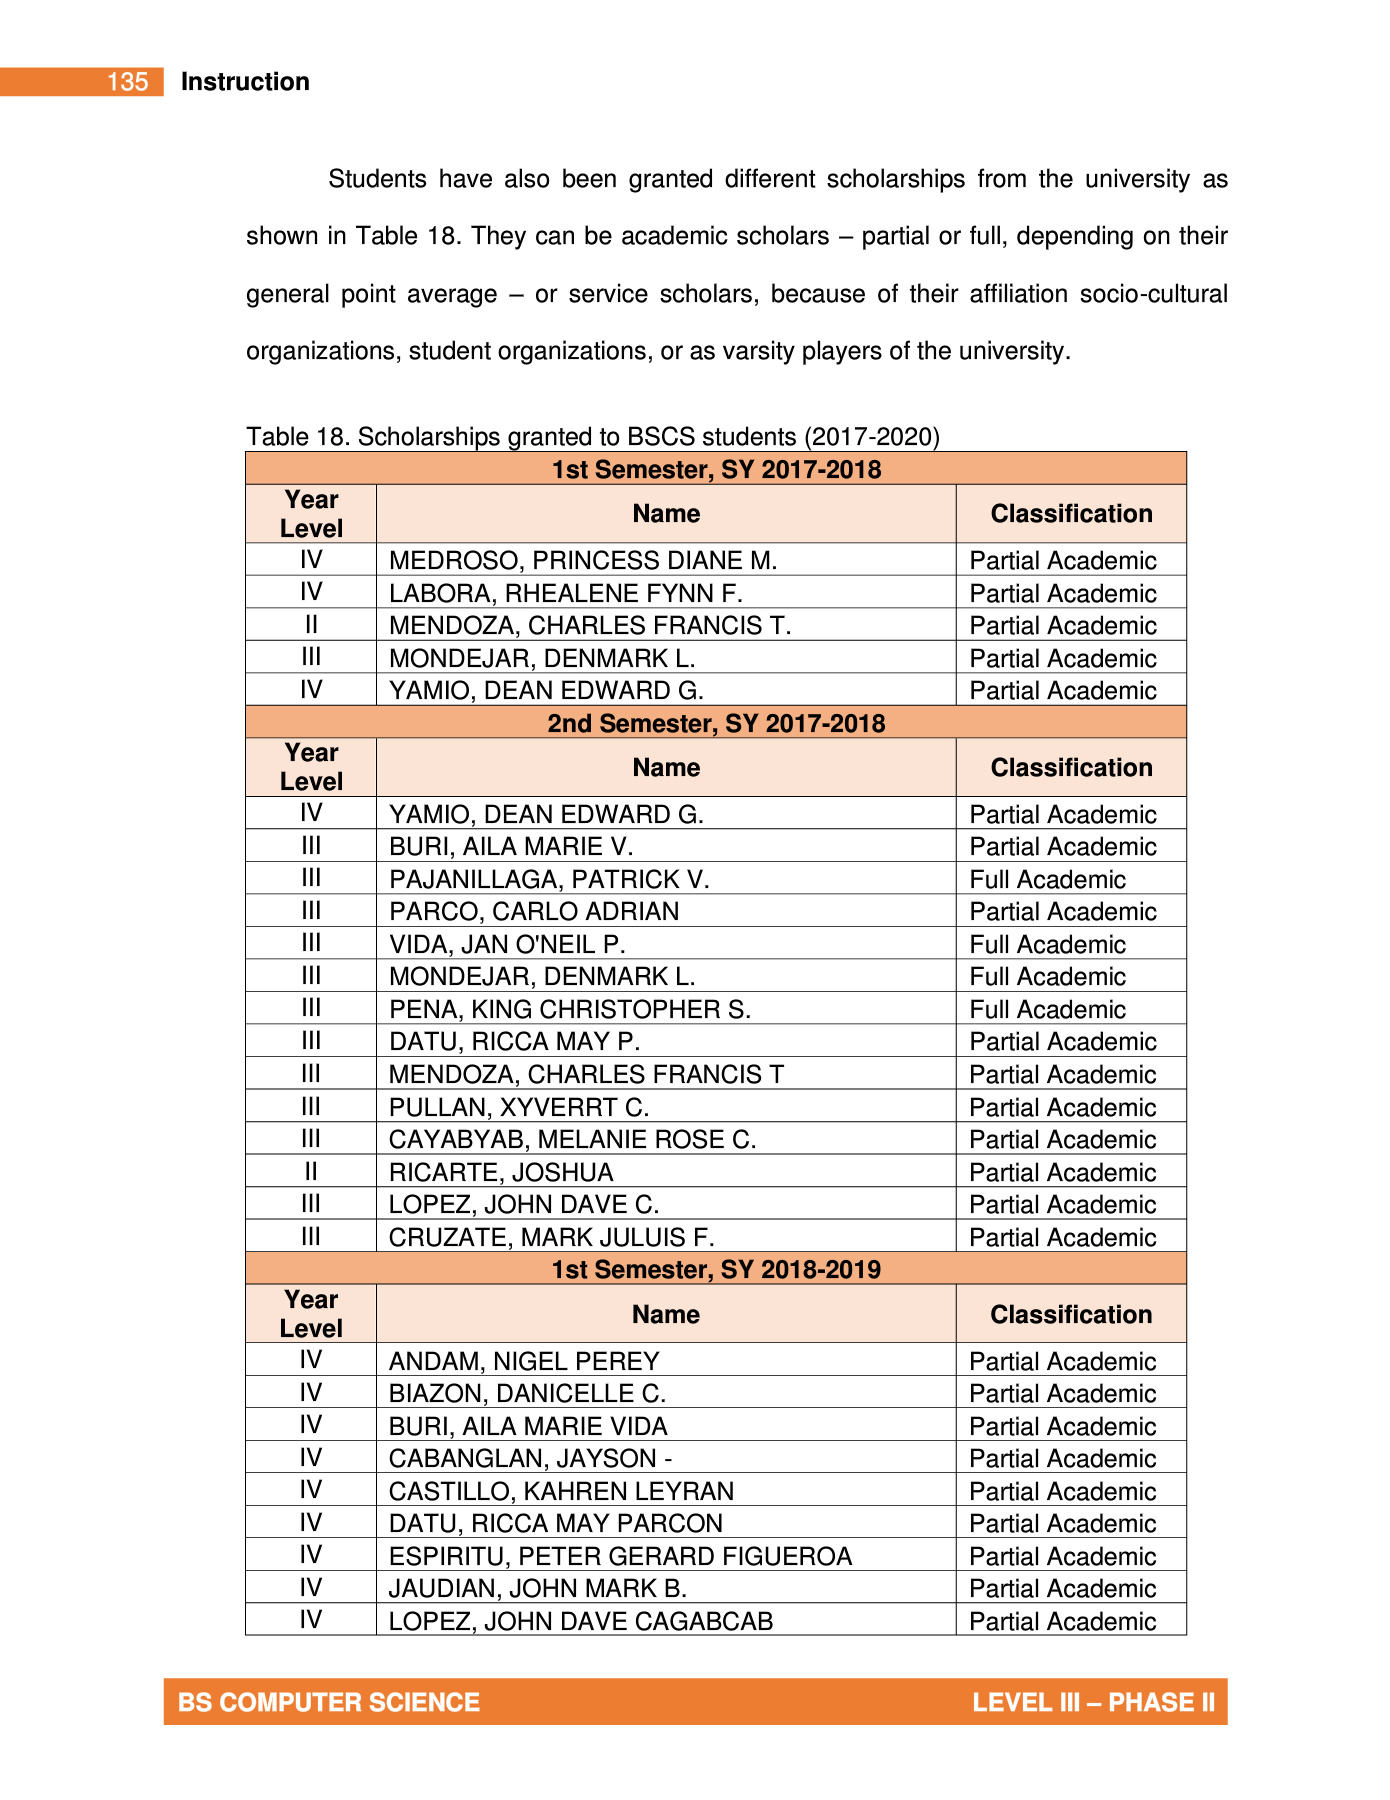 135 Instruction
Students have also been granted different scholarships from the university as
shown in Table 18. They can be academic scholars – partial or full, depending on their
general point average – or service scholars, because of their affiliation socio-cultural
organizations, student organizations, or as varsity players of the university.
Table 18. Scholarships granted to BSCS students (2017-2020)
1st Semester, SY 2017-2018
Year Level Name Classification
IV MEDROSO, PRINCESS DIANE M. Partial Academic
IV LABORA, RHEALENE FYNN F. Partial Academic
II MENDOZA, CHARLES FRANCIS T. Partial Academic
III MONDEJAR, DENMARK L. Partial Academic
IV YAMIO, DEAN EDWARD G. Partial Academic
2nd Semester, SY 2017-2018
Year Level Name Classification
IV YAMIO, DEAN EDWARD G. Partial Academic
III BURI, AILA MARIE V. Partial Academic
III PAJANILLAGA, PATRICK V. Full Academic
III PARCO, CARLO ADRIAN Partial Academic
III VIDA, JAN O'NEIL P. Full Academic
III MONDEJAR, DENMARK L. Full Academic
III PENA, KING CHRISTOPHER S. Full Academic
III DATU, RICCA MAY P. Partial Academic
III MENDOZA, CHARLES FRANCIS T Partial Academic
III PULLAN, XYVERRT C. Partial Academic
III CAYABYAB, MELANIE ROSE C. Partial Academic
II RICARTE, JOSHUA Partial Academic
III LOPEZ, JOHN DAVE C. Partial Academic
III CRUZATE, MARK JULUIS F. Partial Academic
1st Semester, SY 2018-2019
Year Level Name Classification
IV ANDAM, NIGEL PEREY Partial Academic
IV BIAZON, DANICELLE C. Partial Academic
IV BURI, AILA MARIE VIDA Partial Academic
IV CABANGLAN, JAYSON - Partial Academic
IV CASTILLO, KAHREN LEYRAN Partial Academic
IV DATU, RICCA MAY PARCON Partial Academic
IV ESPIRITU, PETER GERARD FIGUEROA Partial Academic
IV JAUDIAN, JOHN MARK B. Partial Academic
IV LOPEZ, JOHN DAVE CAGABCAB Partial Academic
BS COMPUTER SCIENCE LEVEL III – PHASE II